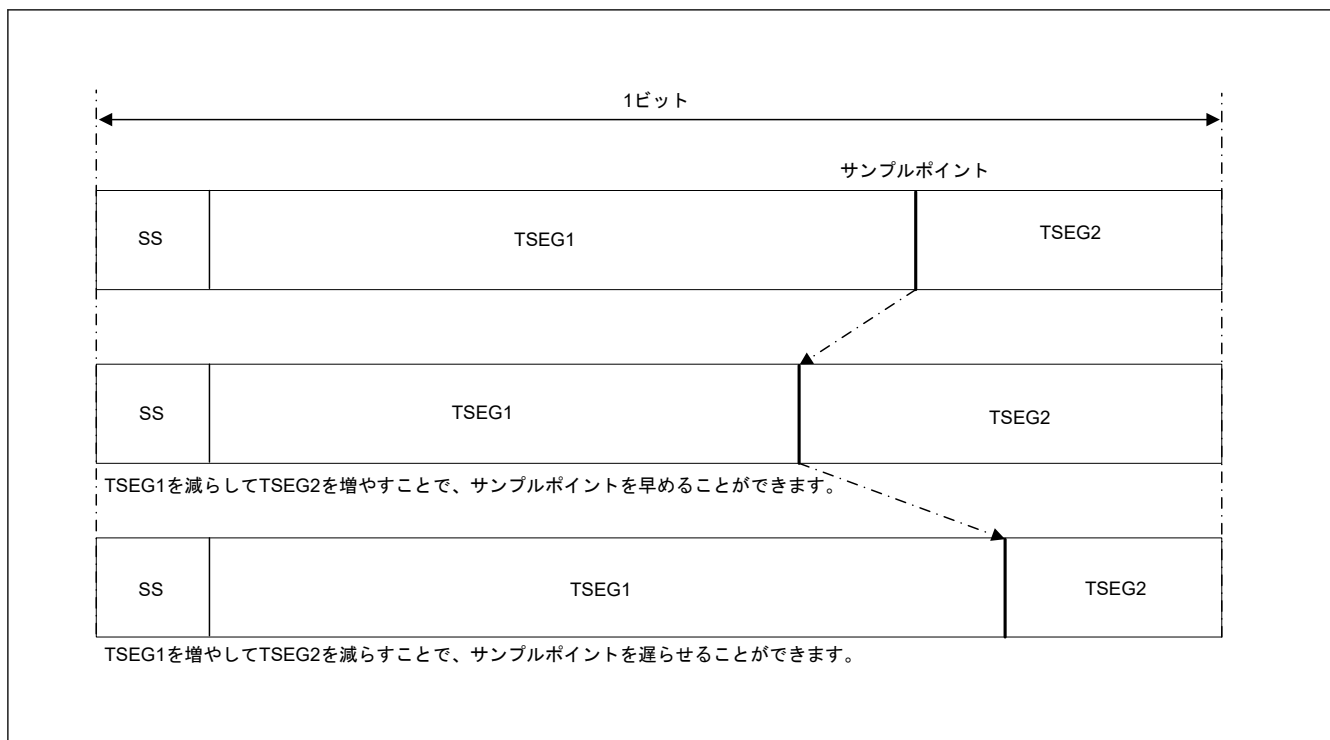 1ビット
サンプルポイント
SS
TSEG1
TSEG2
SS
TSEG1
TSEG2
TSEG1を減らしてTSEG2を増やすことで、サンプルポイントを早めることができます。
SS
TSEG1
TSEG2
TSEG1を増やしてTSEG2を減らすことで、サンプルポイントを遅らせることができます。